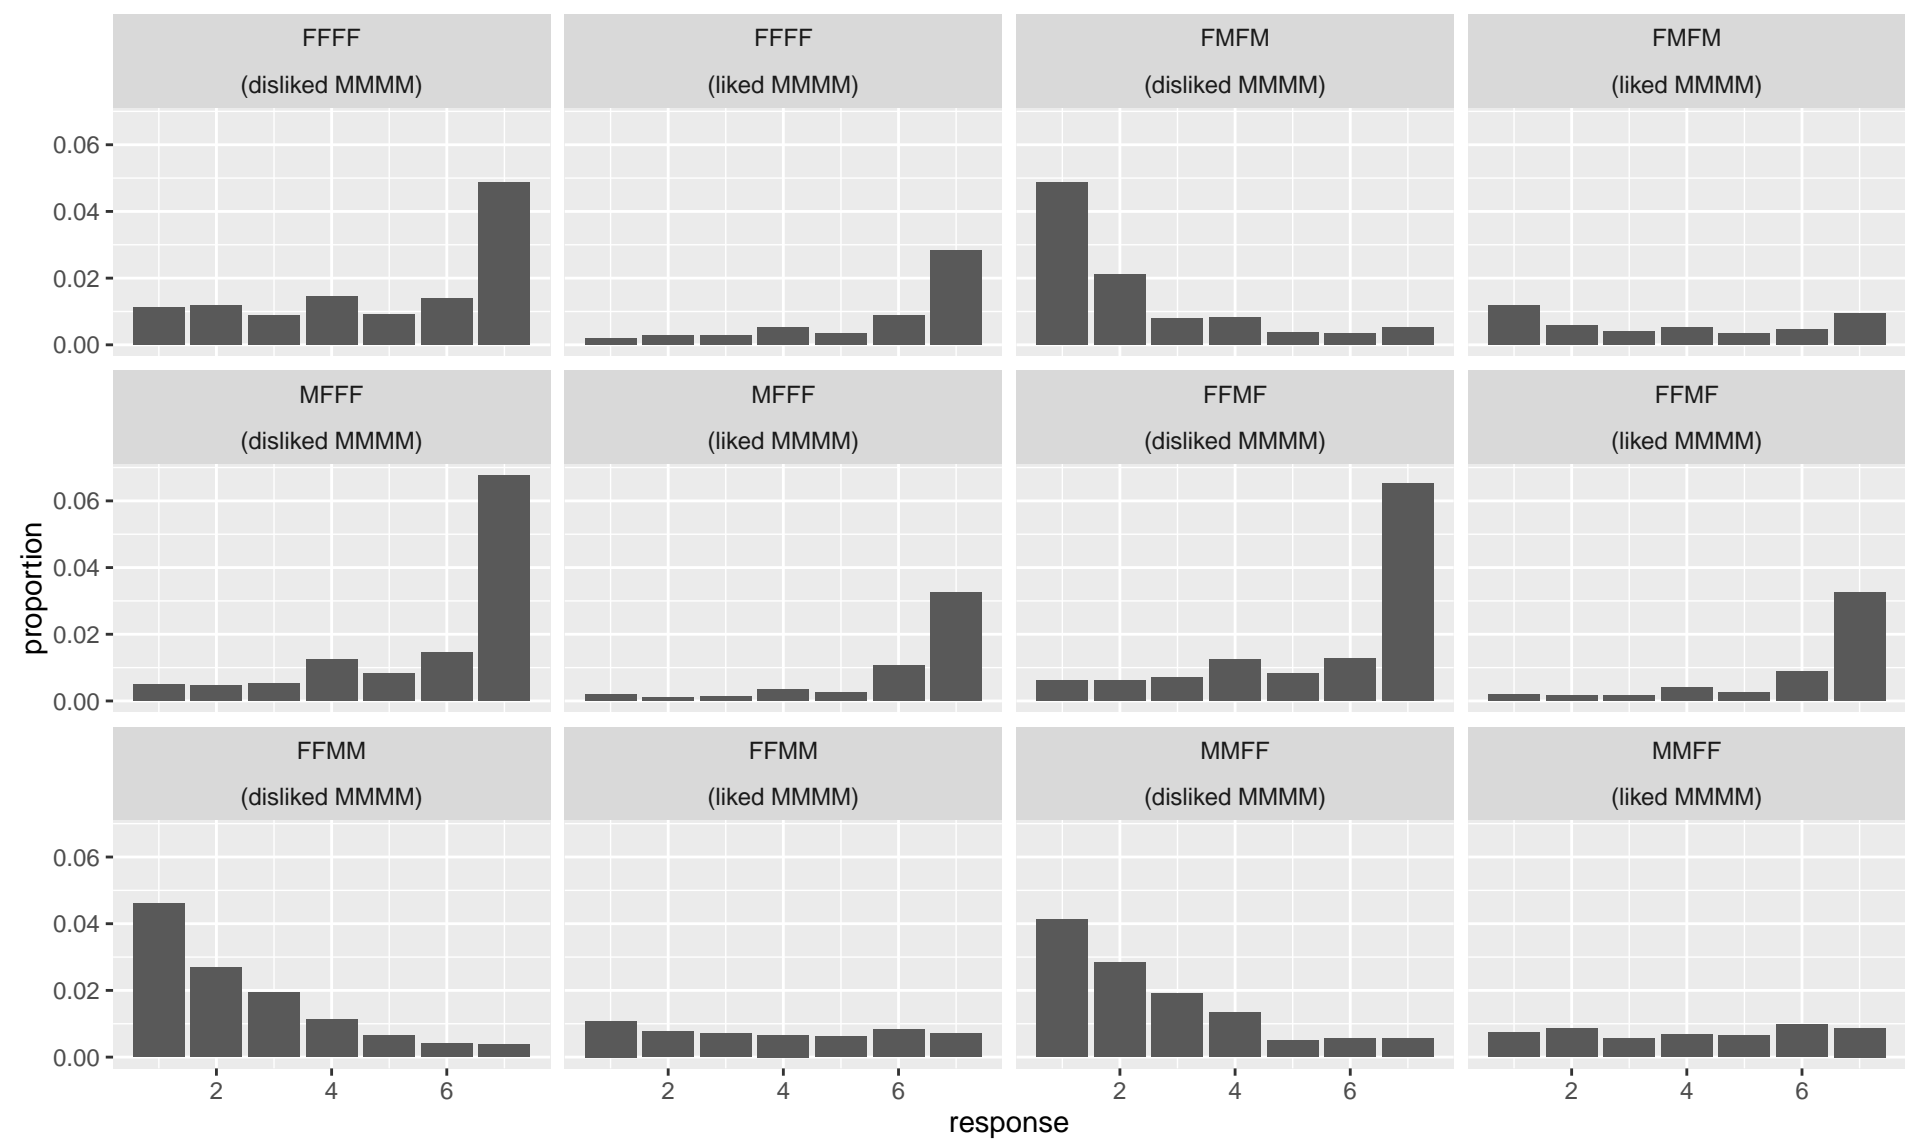 FFFF
(disliked MMMM)
FFFF
(liked MMMM)
FMFM
(disliked MMMM)
FMFM
(liked MMMM)
0.06
0.04
0.02
0.00
MFFF
(disliked MMMM)
MFFF
(liked MMMM)
FFMF
(disliked MMMM)
FFMF
(liked MMMM)
proportion
0.06
0.04
0.02
0.00
FFMM
(disliked MMMM)
FFMM
(liked MMMM)
MMFF
(disliked MMMM)
MMFF
(liked MMMM)
0.06
0.04
0.02
0.00
2 4 6
2 4 6
2 4 6
2 4 6
response